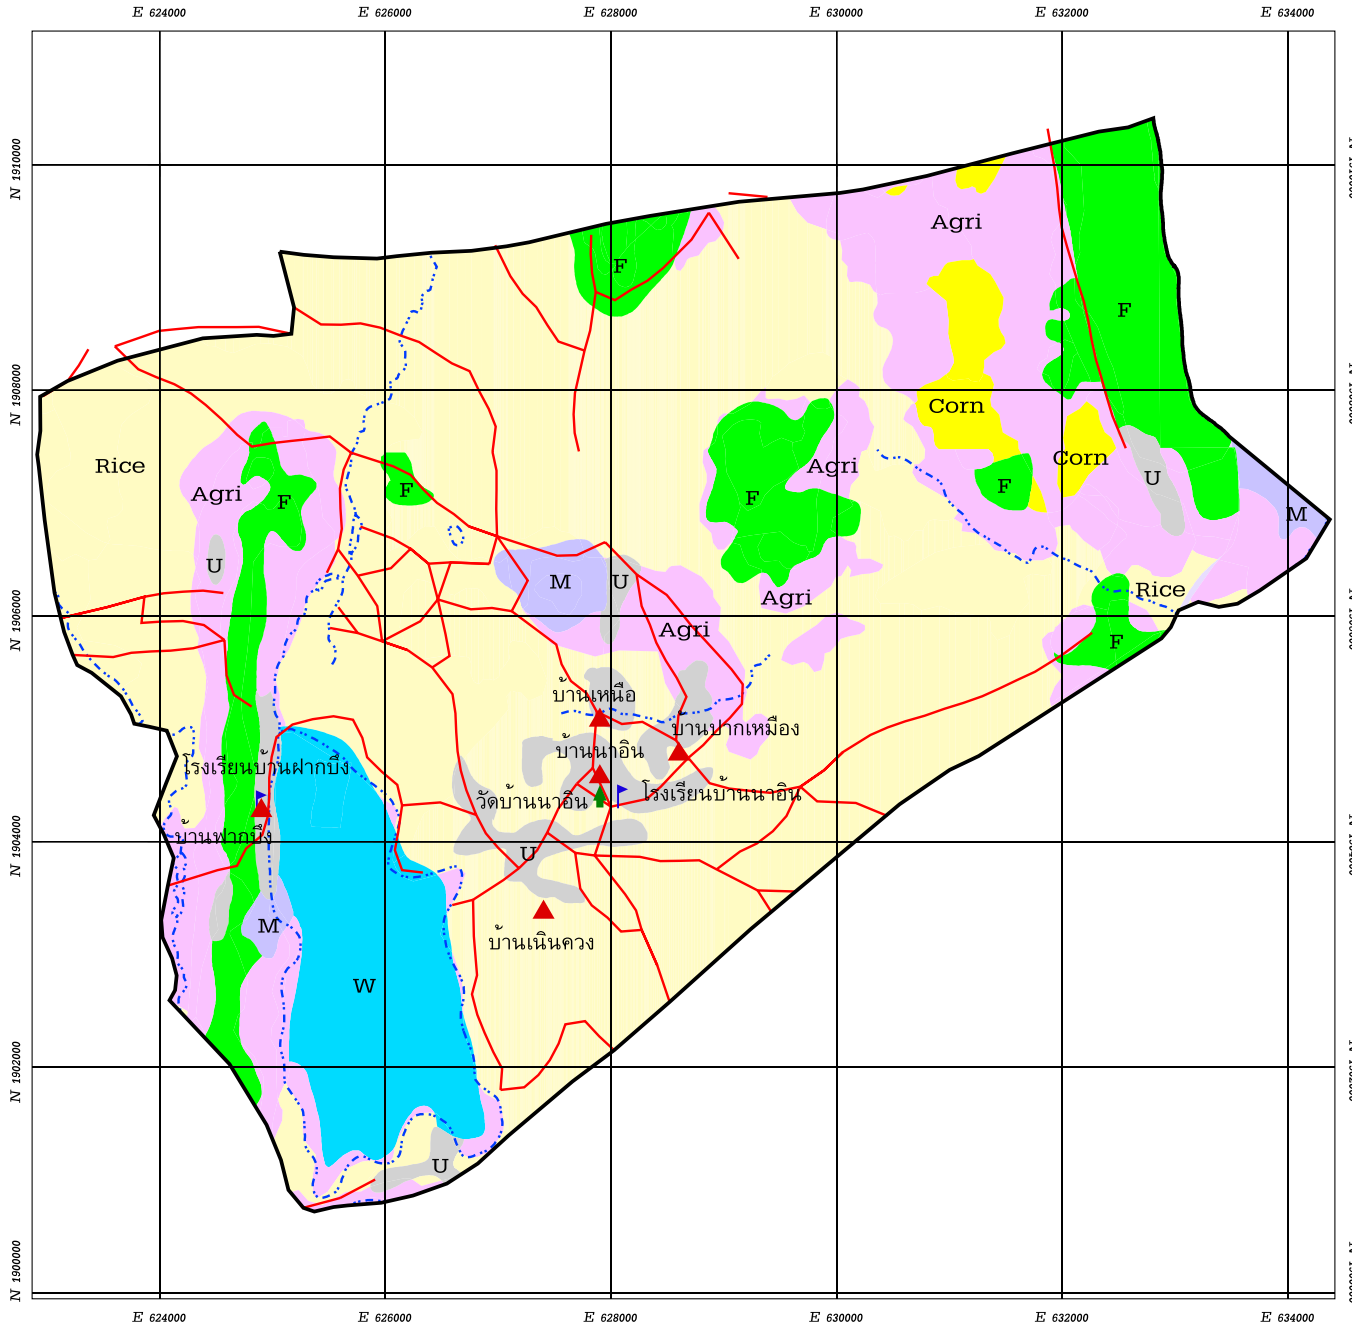 E 624000 E 626000 E 628000 E 630000 E 632000 E 634000
N 1910000
Agri
F
F
N 1908000
Corn
Rice
Corn
Agri
U
Agri
F
F
F
F
M
U
M
U
Rice
N 1906000
Agri
Agri
F
บ้านเหนือ
บ้านปากเหมือง
บ้านนาอิน
โรงเรียนบ้านฝากบึง
วัดบ้านนาอิน
โรงเรียนบ้านนาอิน
บ้านฟากบึง
N 1904000
U
M
บ้านเนินควง
W
N 1902000
U
N 1900000
E 624000 E 626000 E 628000 E 630000 E 632000 E 634000